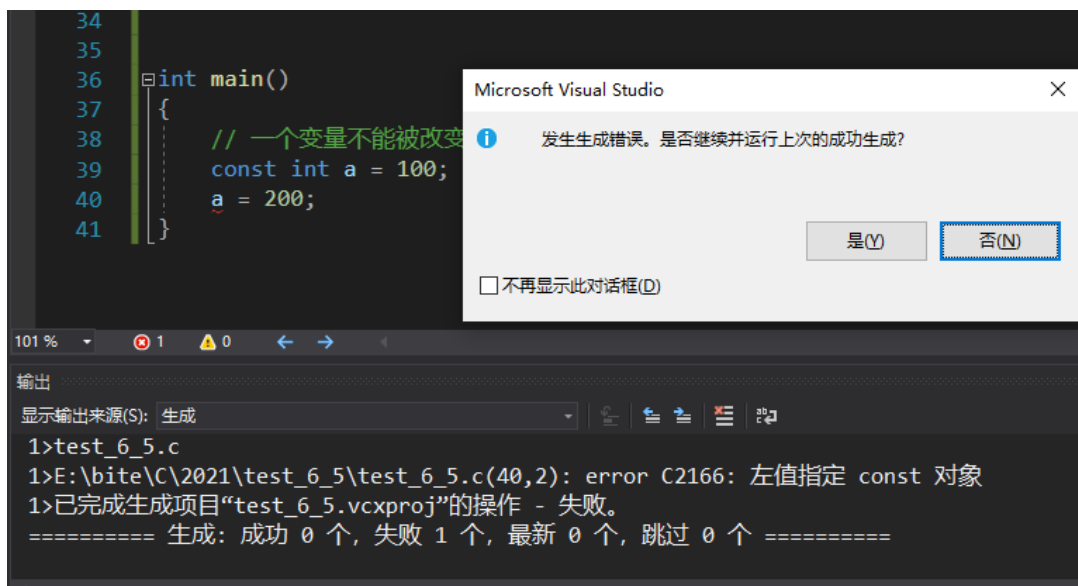 34
35
36 int main()
37 {
38 // 一个变量不能被改变
39 const int a = 100;
40 a = 200;
41 }
Microsoft Visual Studio
发生生成错误。是否继续并运行上次的成功生成?
是(Y) 否(N)
不再显示此对话框(D)
101 % 1 0
输出
显示输出来源(S): 生成
1>test_6_5.c
1>E:\bite\C\2021\test_6_5\test_6_5.c(40,2): error C2166: 左值指定 const 对象
1>已完成生成项目“test_6_5.vcxproj”的操作 - 失败。
========== 生成: 成功 0 个，失败 1 个，最新 0 个，跳过 0 个 ==========